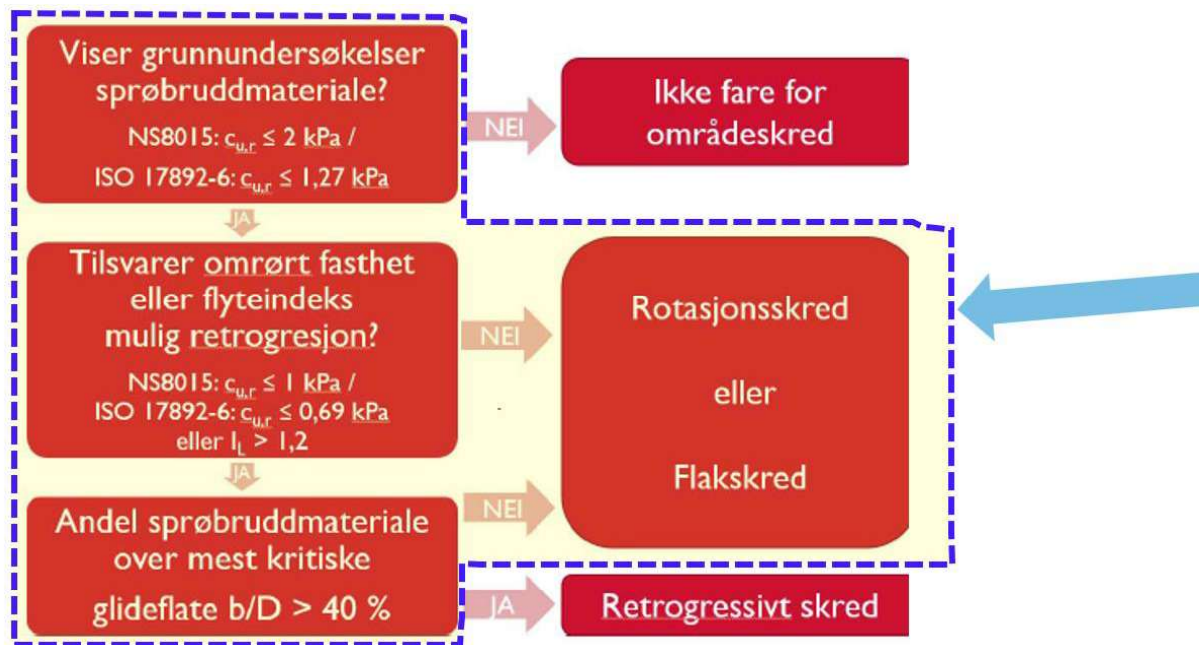 Viser grunnundersøkelser
sprøbruddmateriale?
NS8015: cu,r ≤ 2 kPa /
ISO 17892-6: cu,r ≤ 1,27 kPa
NEI
Ikke fare for
områdeskred
JA
Tilsvarer omrørt fasthet
eller flyteindeks
mulig retrogresjon?
NS8015: cu,r ≤ 1 kPa /
ISO 17892-6: cu,r ≤ 0,69 kPa
eller IL > 1,2
NEI
Rotasjonsskred
eller
Flakskred
JA
Andel sprøbruddmateriale
over mest kritiske
glideflate b/D > 40 %
NEI
JA
Retrogressivt skred